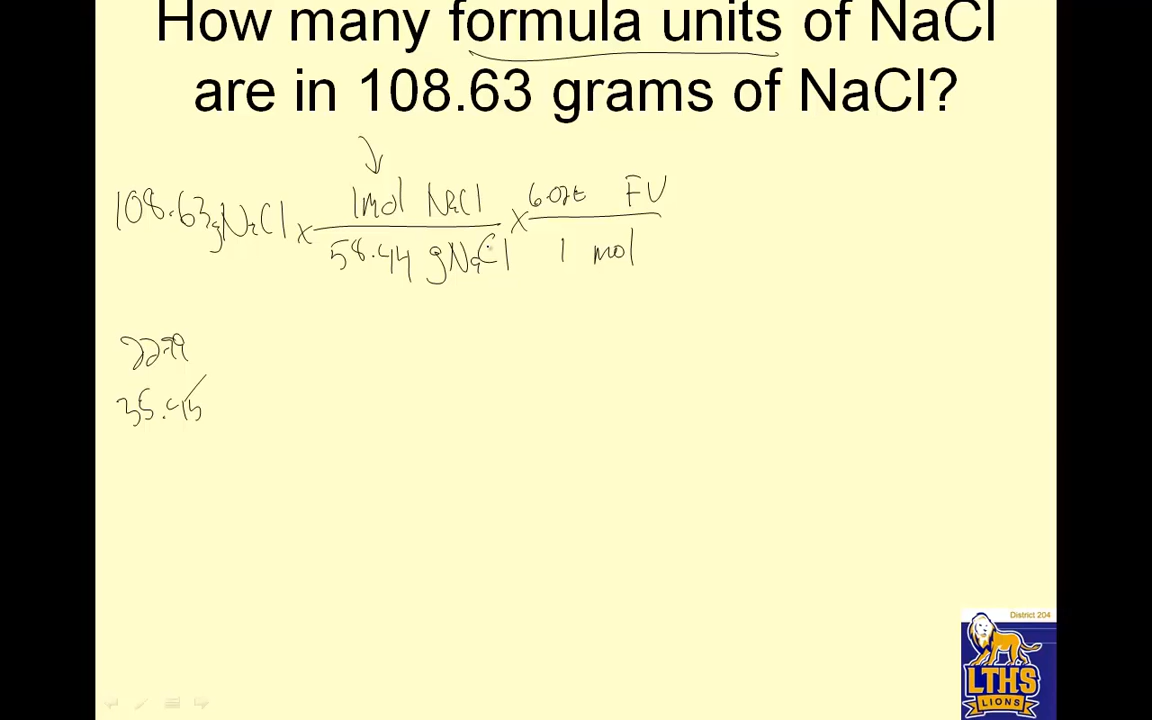 How many formula units of NaCl
are in 108.63 grams of NaCl?
108.63g NaCl x 1mol NaCl x 6.02E FU
58.44 g NaCl 1 mol
22.99
35.45
District 204
LTHS
LIONS